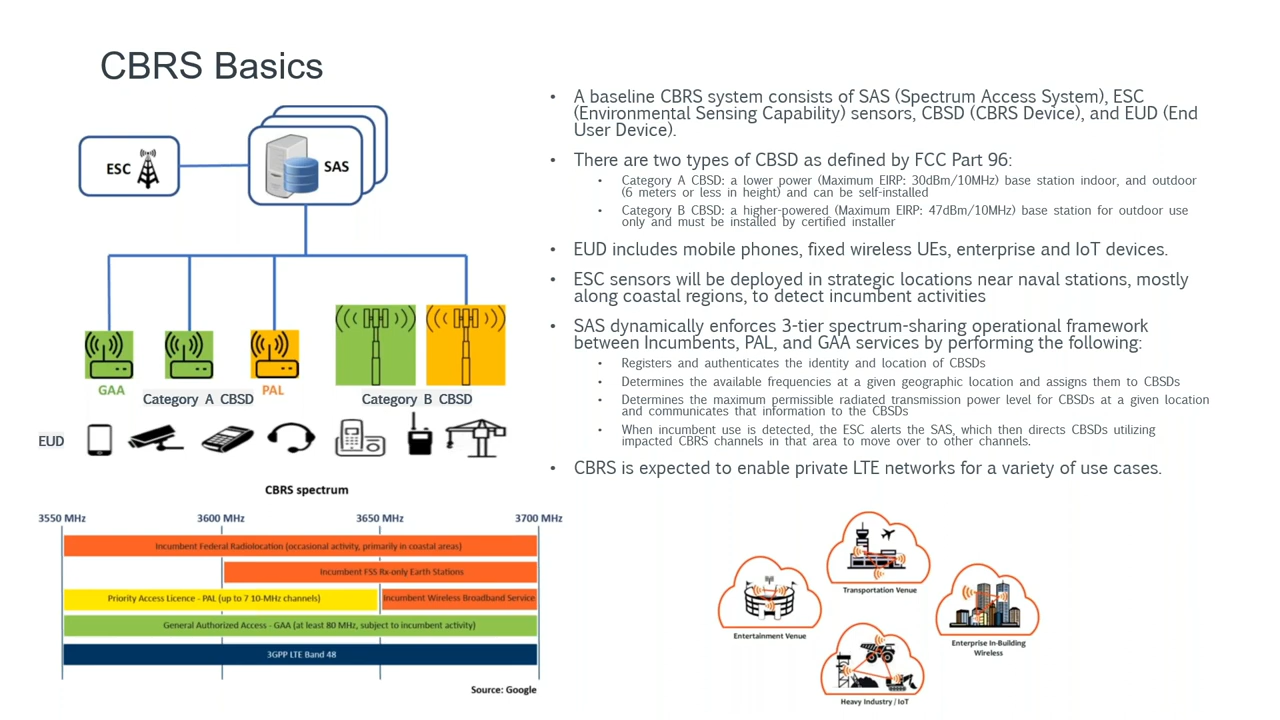 CBRS Basics
ESC
SAS
GAA
PAL
Category A CBSD
Category B CBSD
EUD
CBRS spectrum
3550 MHz
3600 MHz
3650 MHz
3700 MHz
Incumbent Federal Radiolocation (occasional activity, primarily in coastal areas)
Incumbent FSS Rx-only Earth Stations
Priority Access Licence - PAL (up to 7 10-MHz channels)
Incumbent Wireless Broadband Service
General Authorized Access - GAA (at least 80 MHz, subject to incumbent activity)
3GPP LTE Band 48
Source: Google
• A baseline CBRS system consists of SAS (Spectrum Access System), ESC
(Environmental Sensing Capability) sensors, CBSD (CBRS Device), and EUD (End
User Device).
• There are two types of CBSD as defined by FCC Part 96:
• Category A CBSD: a lower power (Maximum EIRP: 30dBm/10MHz) base station indoor, and outdoor
(6 meters or less in height) and can be self-installed
• Category B CBSD: a higher-powered (Maximum EIRP: 47dBm/10MHz) base station for outdoor use
only and must be installed by certified installer
• EUD includes mobile phones, fixed wireless UEs, enterprise and IoT devices.
• ESC sensors will be deployed in strategic locations near naval stations, mostly
along coastal regions, to detect incumbent activities
• SAS dynamically enforces 3-tier spectrum-sharing operational framework
between Incumbents, PAL, and GAA services by performing the following:
• Registers and authenticates the identity and location of CBSDs
• Determines the available frequencies at a given geographic location and assigns them to CBSDs
• Determines the maximum permissible radiated transmission power level for CBSDs at a given location
and communicates that information to the CBSDs
• When incumbent use is detected, the ESC alerts the SAS, which then directs CBSDs utilizing
impacted CBRS channels in that area to move over to other channels.
• CBRS is expected to enable private LTE networks for a variety of use cases.
Transportation Venue
Entertainment Venue
Enterprise In-Building
Wireless
Heavy Industry / IoT